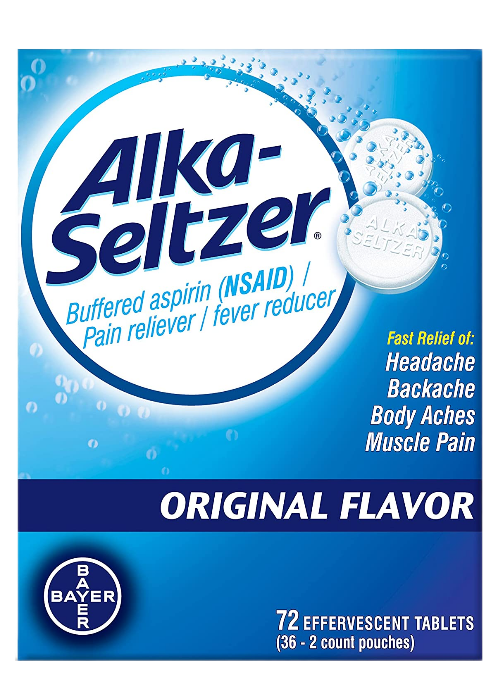 Alka-
Seltzer®
Buffered aspirin (NSAID) /
Pain reliever / fever reducer
ALKA
SELTZER
Fast Relief of:
Headache
Backache
Body Aches
Muscle Pain
ORIGINAL FLAVOR
BAYER
BAYER
72 EFFERVESCENT TABLETS
(36 - 2 count pouches)